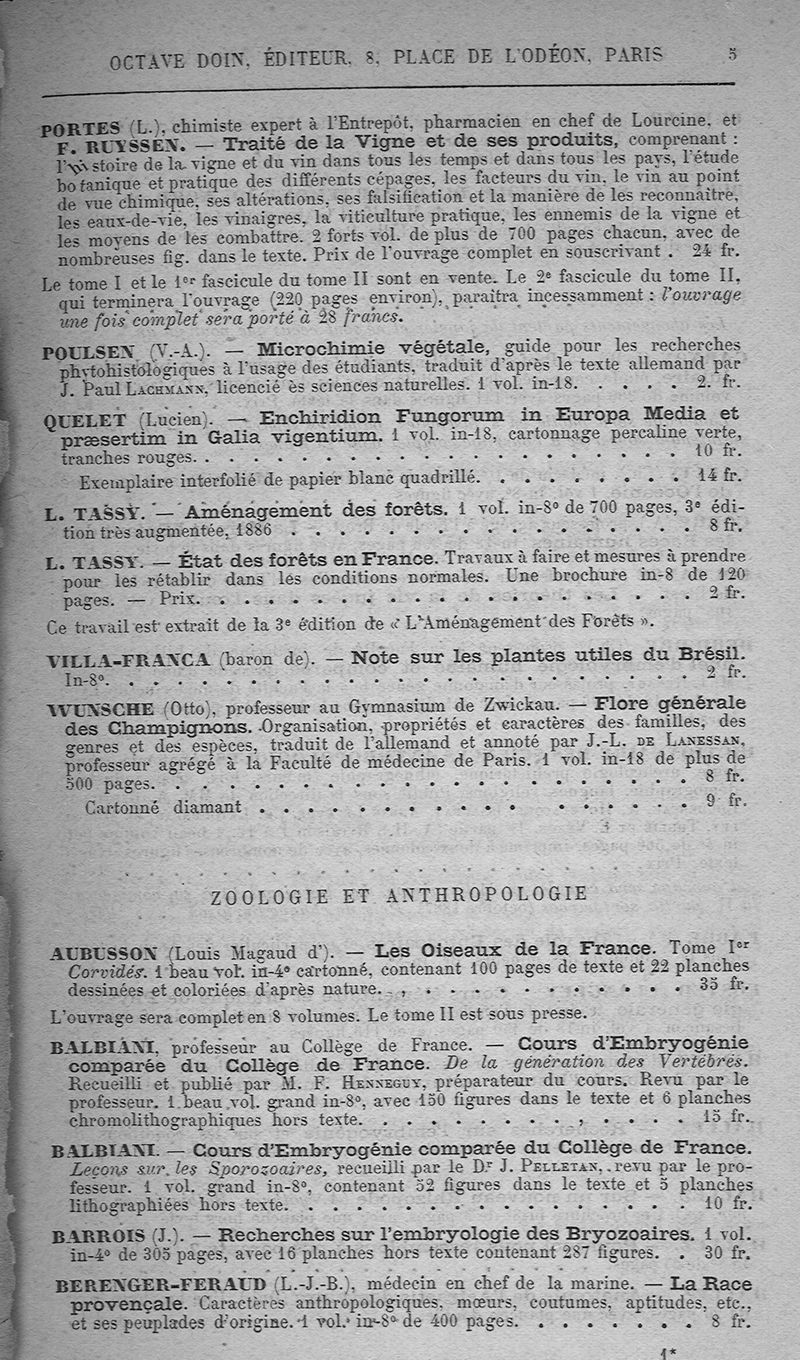 OCTAVE DOIN, ÉDITEUR, 8, PLACE DE L'ODÉON, PARIS 5
PORTES (L.), chimiste expert à l'Entrepôt, pharmacien en chef de Lourcine, et
F. RUYSSEN. — Traité de la Vigne et de ses produits, comprenant :
l'histoire de la vigne et du vin dans tous les temps et dans tous les pays, l'étude
botanique et pratique des différents cépages, les facteurs du vin, le vin au point
de vue chimique, ses altérations, ses falsification et la manière de les reconnaître,
les eaux-de-vie, les vinaigres, la viticulture pratique, les ennemis de la vigne et
les moyens de les combattre. 2 forts vol. de plus de 700 pages chacun, avec de
nombreuses fig. dans le texte. Prix de l'ouvrage complet en souscrivant . 24 fr.
Le tome I et le 1er fascicule du tome II sont en vente. Le 2e fascicule du tome II,
qui terminera l'ouvrage (220 pages environ), paraîtra incessamment : l'ouvrage
une fois complet sera porté à 28 francs.
POULSEN (V.-A.). — Microchimie végétale, guide pour les recherches
phytohistologiques à l'usage des étudiants, traduit d'après le texte allemand par
J. Paul LACHMANN, licencié ès sciences naturelles. 1 vol. in-18. . . . . . 2. fr.
QUELET (Lucien). — Enchiridion Fungorum in Europa Media et
præsertim in Galia vigentium. 1 vol. in-18, cartonnage percaline verte,
tranches rouges. . . . . . . . . . . . . . . . . . . . . . . 10 fr.
Exemplaire interfolié de papier blanc quadrillé. . . . . . . . . 14 fr.
L. TASSY. — Aménagement des forêts. 1 vol. in-8° de 700 pages, 3e édi-
tion très augmentée, 1886 . . . . . . . . . . . . . . . . . . 8 fr.
L. TASSY. — État des forêts en France. Travaux à faire et mesures à prendre
pour les rétablir dans les conditions normales. Une brochure in-8 de 120
pages. — Prix. . . . . . . . . . . . . . . . . . . . . . . 2 fr.
Ce travail est extrait de la 3e édition de « L'Aménagement des Forêts ».
VILLA-FRANCA (baron de). — Note sur les plantes utiles du Brésil.
In-8°. . . . . . . . . . . . . . . . . . . . . . . . . . . 2 fr.
WUNSCHE (Otto), professeur au Gymnasium de Zwickau. — Flore générale
des Champignons. Organisation, propriétés et caractères des familles, des
genres et des espèces, traduit de l'allemand et annoté par J.-L. DE LANESSAN,
professeur agrégé à la Faculté de médecine de Paris. 1 vol. in-18 de plus de
500 pages. . . . . . . . . . . . . . . . . . . . . . . . . 8 fr.
Cartonné diamant . . . . . . . . . . . . . . . . . . . 9 fr.
ZOOLOGIE ET ANTHROPOLOGIE
AUBUSSON (Louis Magaud d'). — Les Oiseaux de la France. Tome Ier
Corvidés. 1 beau vol. in-4° cartonné, contenant 100 pages de texte et 22 planches
dessinées et coloriées d'après nature. . . . . . . . . . . . . . 35 fr.
L'ouvrage sera complet en 8 volumes. Le tome II est sous presse.
BALBIANI, professeur au Collège de France. — Cours d'Embryogénie
comparée du Collège de France. De la génération des Vertébrés.
Recueilli et publié par M. F. HENNEGUY, préparateur du cours. Revu par le
professeur. 1 beau vol. grand in-8°, avec 150 figures dans le texte et 6 planches
chromolithographiques hors texte. . . . . . . . . . . . . . . 15 fr.
BALBIANI. — Cours d'Embryogénie comparée du Collège de France.
Leçons sur les Sporozoaires, recueilli par le Dr J. PELLETAN, revu par le pro-
fesseur. 1 vol. grand in-8°, contenant 52 figures dans le texte et 5 planches
lithographiées hors texte. . . . . . . . . . . . . . . . . . . 10 fr.
BARROIS (J.). — Recherches sur l'embryologie des Bryozoaires. 1 vol.
in-4° de 305 pages, avec 16 planches hors texte contenant 287 figures. . 30 fr.
BERENGER-FERAUD (L.-J.-B.), médecin en chef de la marine. — La Race
provençale. Caractères anthropologiques, mœurs, coutumes, aptitudes, etc.,
et ses peuplades d'origine. 1 vol. in-8° de 400 pages. . . . . . . . 8 fr.
1*